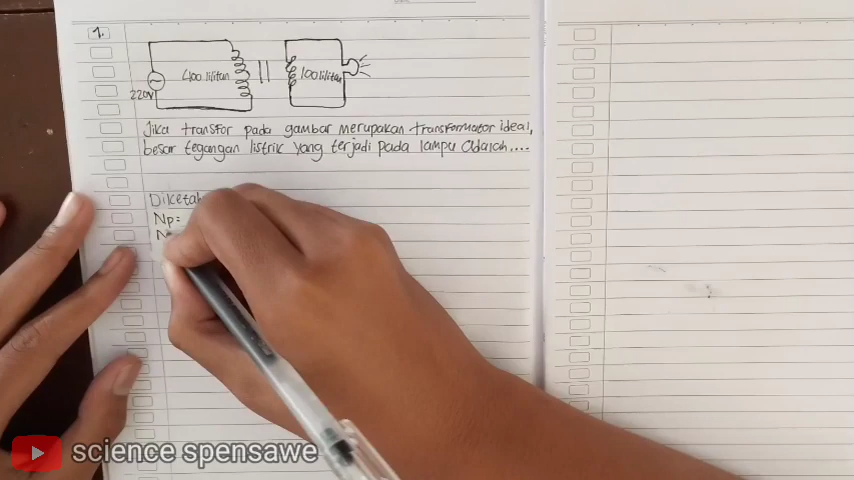 1.
400 lilitan
100 lilitan
220V
Jika transfor pada gambar merupakan transformator ideal,
besar tegangan listrik yang terjadi pada lampu adalah....
Np:
science spensawe